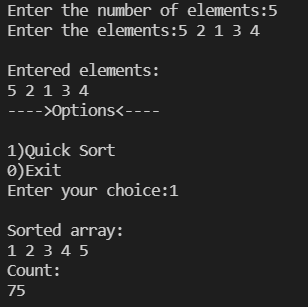 Enter the number of elements:5
Enter the elements:5 2 1 3 4
Entered elements:
5 2 1 3 4
---->Options<----
1)Quick Sort
0)Exit
Enter your choice:1
Sorted array:
1 2 3 4 5
Count:
75